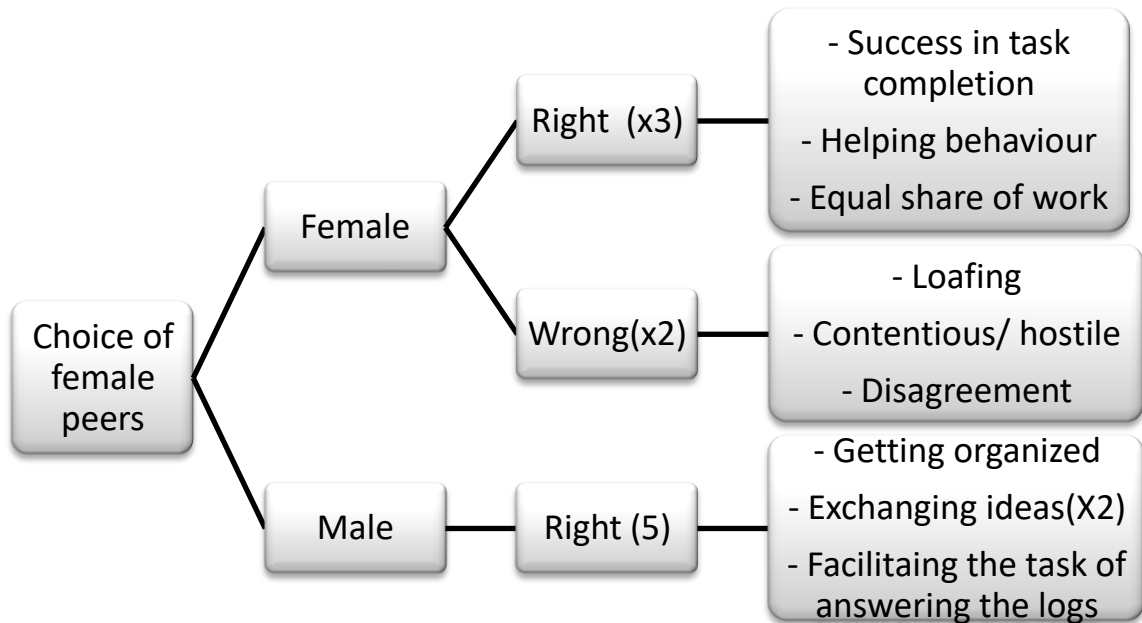 Choice of
female
peers
Female
Right (x3)
- Success in task
completion
- Helping behaviour
- Equal share of work
Wrong(x2)
- Loafing
- Contentious/ hostile
- Disagreement
Male
Right (5)
- Getting organized
- Exchanging ideas(X2)
- Facilitaing the task of
answering the logs